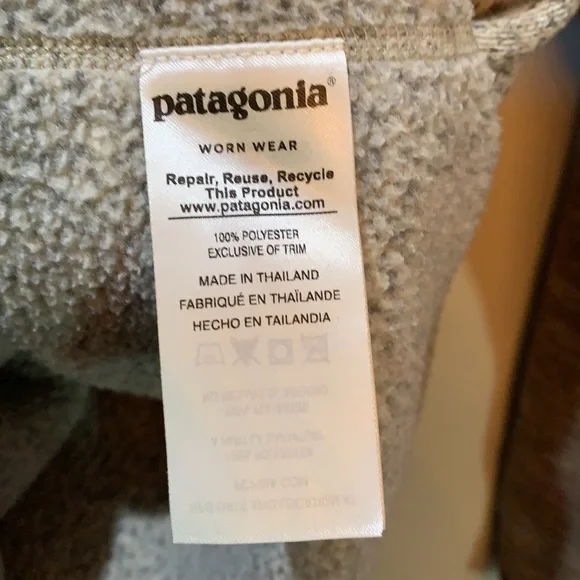 patagonia®
WORN WEAR
Repair, Reuse, Recycle
This Product
www.patagonia.com
100% POLYESTER
EXCLUSIVE OF TRIM
MADE IN THAILAND
FABRIQUÉ EN THAÏLANDE
HECHO EN TAILANDIA